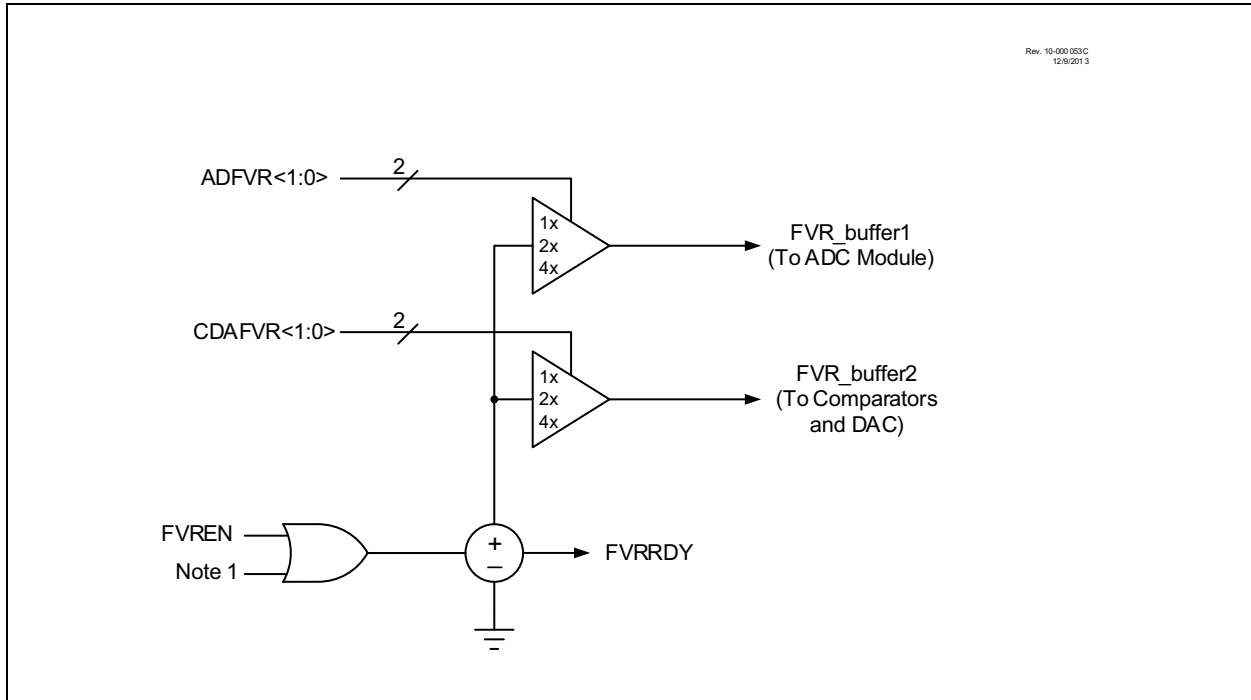 Rev. 10-000 053C
12/9/201 3
ADFVR<1:0>
2
1x
2x
4x
FVR_buffer1
(To ADC Module)
CDAFVR<1:0>
2
1x
2x
4x
FVR_buffer2
(To Comparators
and DAC)
FVREN
Note 1
+
–
FVRRDY